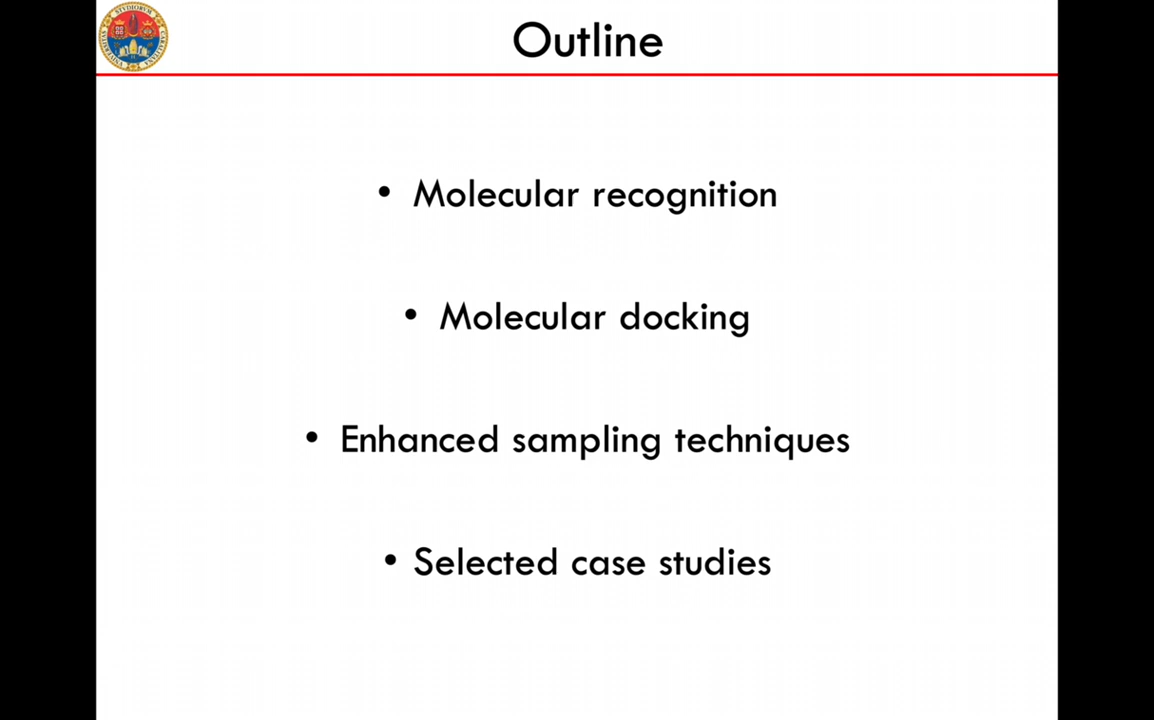 Outline
• Molecular recognition
• Molecular docking
• Enhanced sampling techniques
• Selected case studies